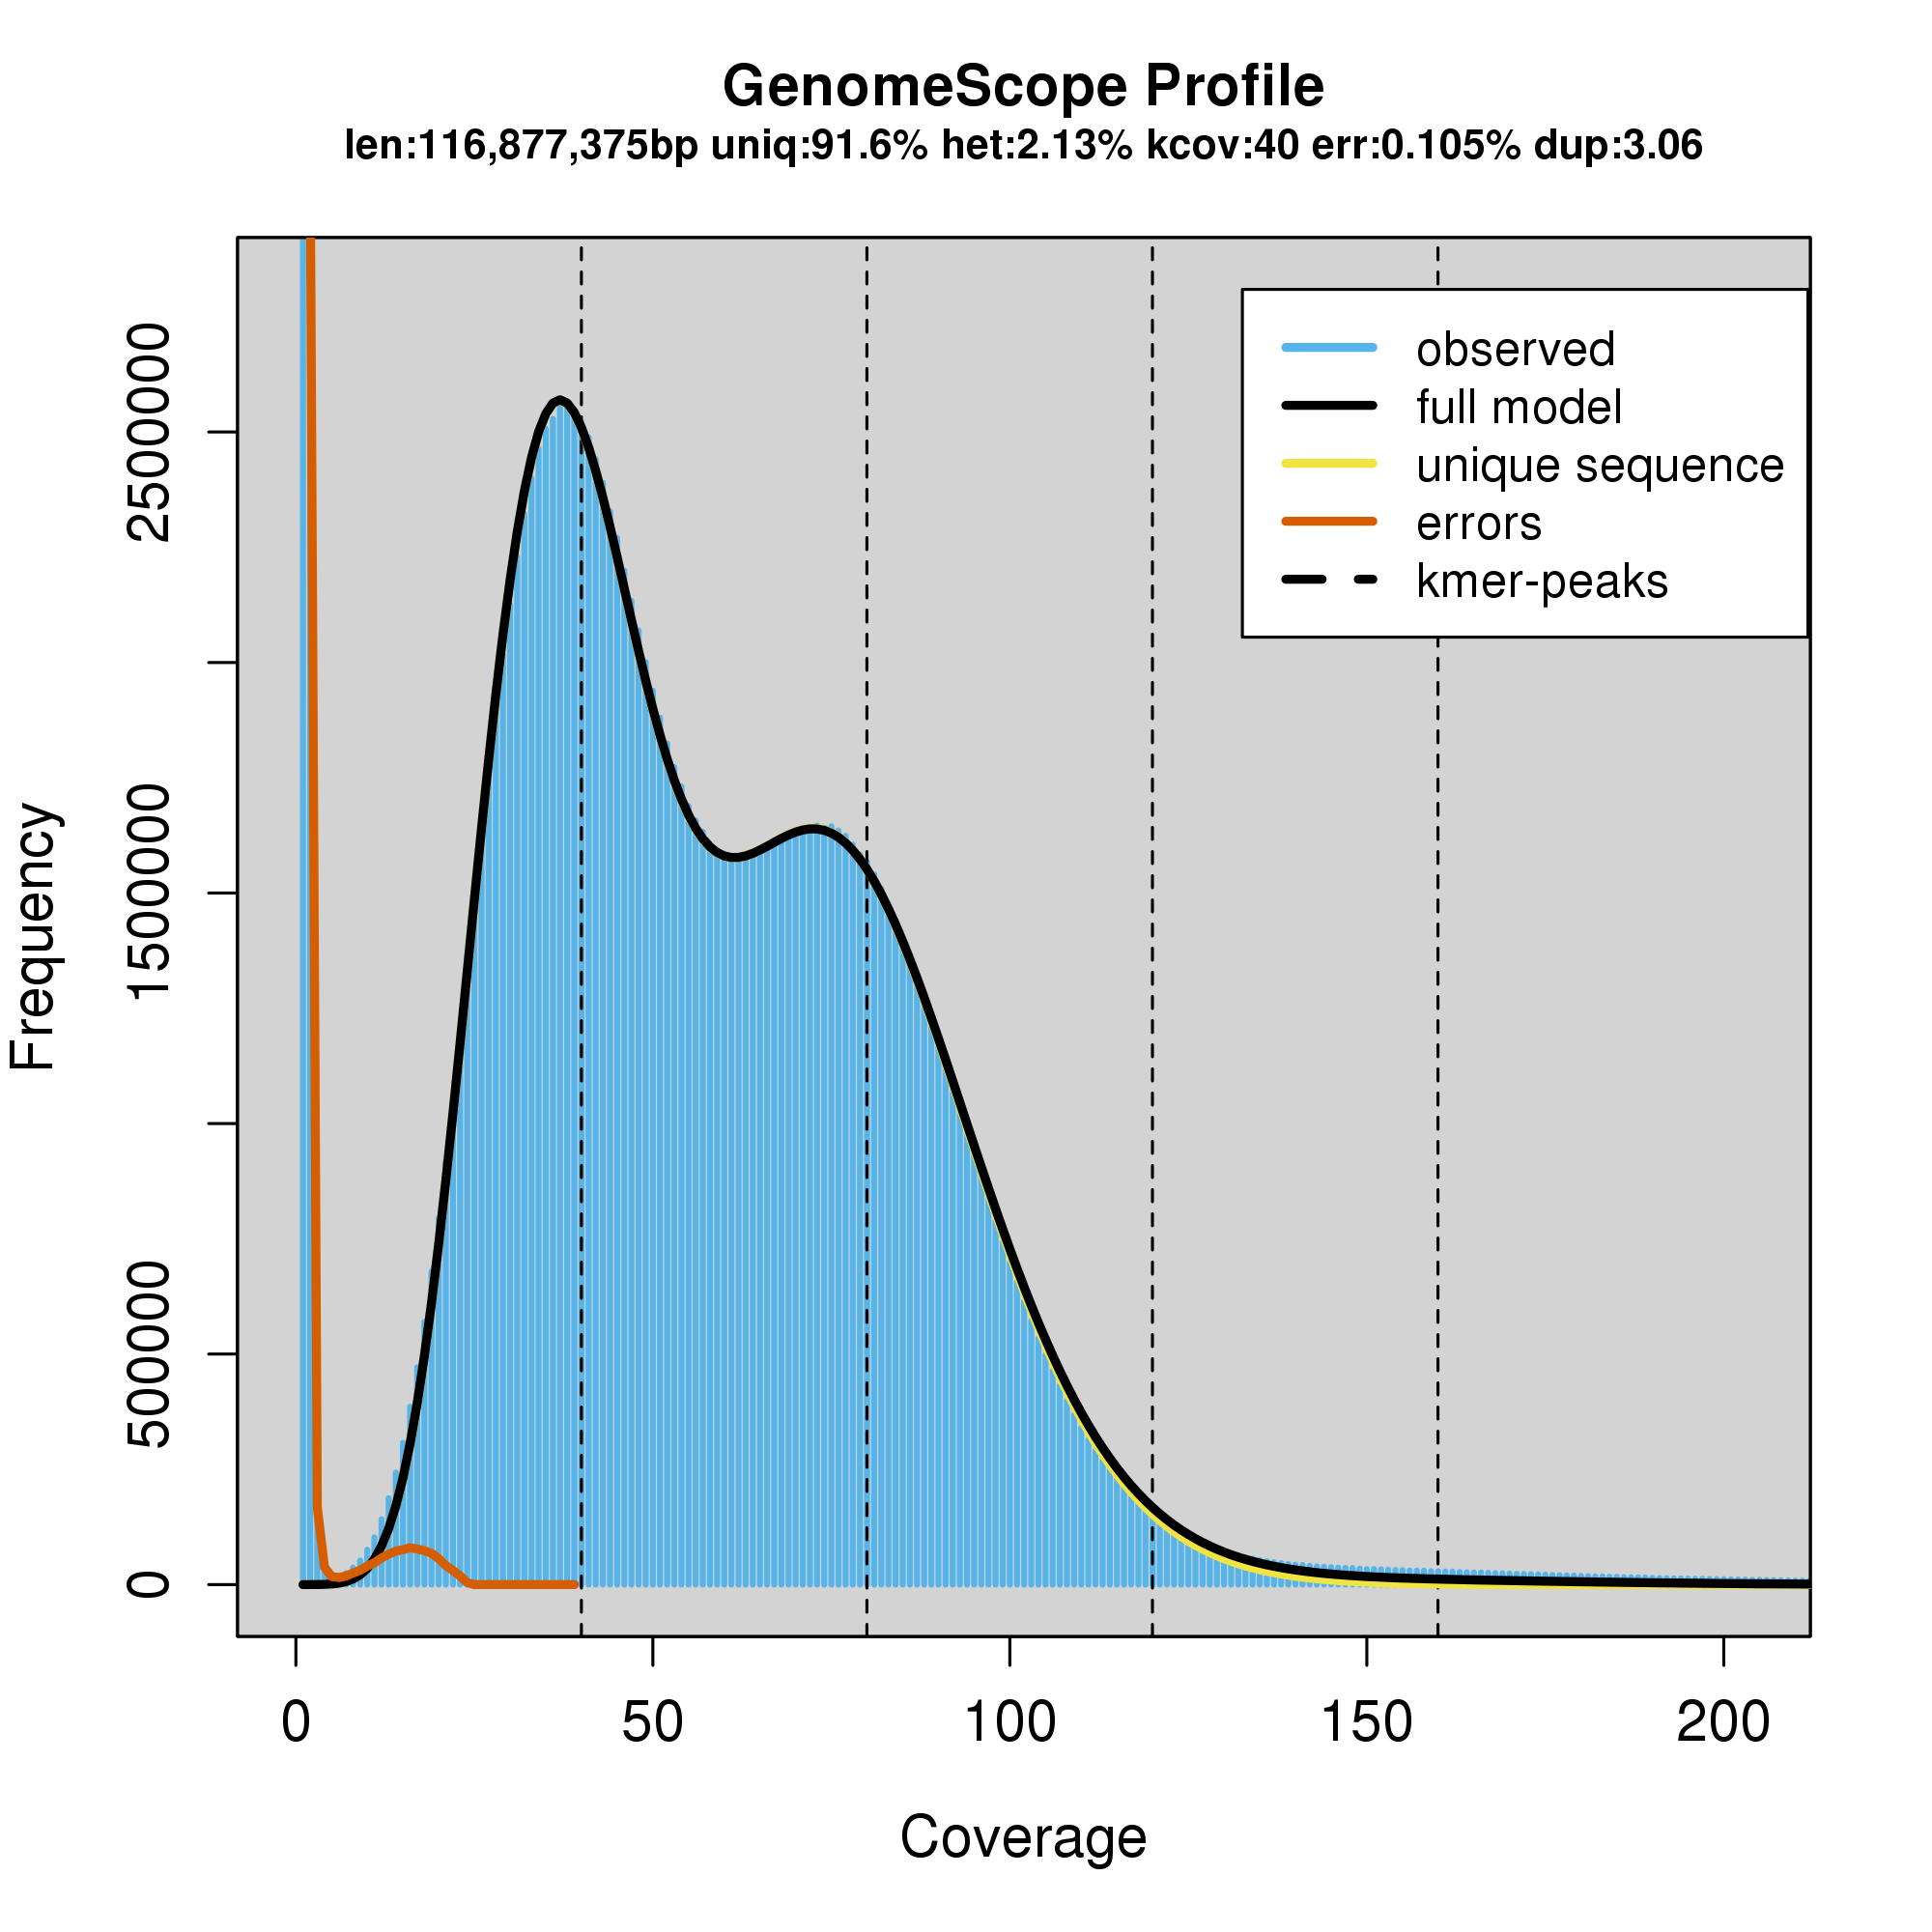 GenomeScope Profile
len:116,877,375bp uniq:91.6% het:2.13% kcov:40 err:0.105% dup:3.06
observed
full model
unique sequence
errors
kmer-peaks
Frequency
2500000
1500000
500000
0
0 50 100 150 200
Coverage